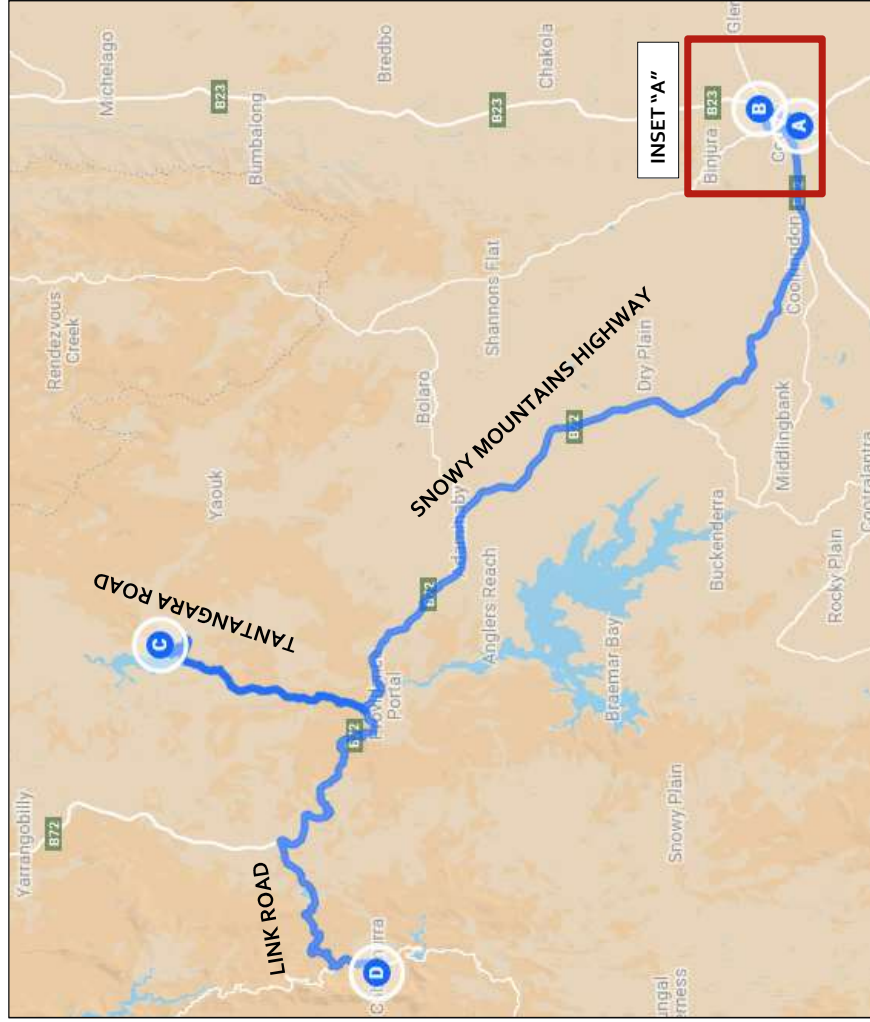 Yarrangobilly
B72
Rendezvous
Creek
Michelago
B23
Bumbalong
Yaouk
TANTANGARA ROAD
C
Bredbo
Bolaro
Chakola
B23
Shannons Flat
SNOWY MOUNTAINS HIGHWAY
LINK ROAD
B72
Portal
B72
Anglers Reach
B72
Dry Plain
D
Braemar Bay
Snowy Plain
Buckenderra
Middlingbank
Rocky Plain
INSET "A"
Binjura
B23
B
A